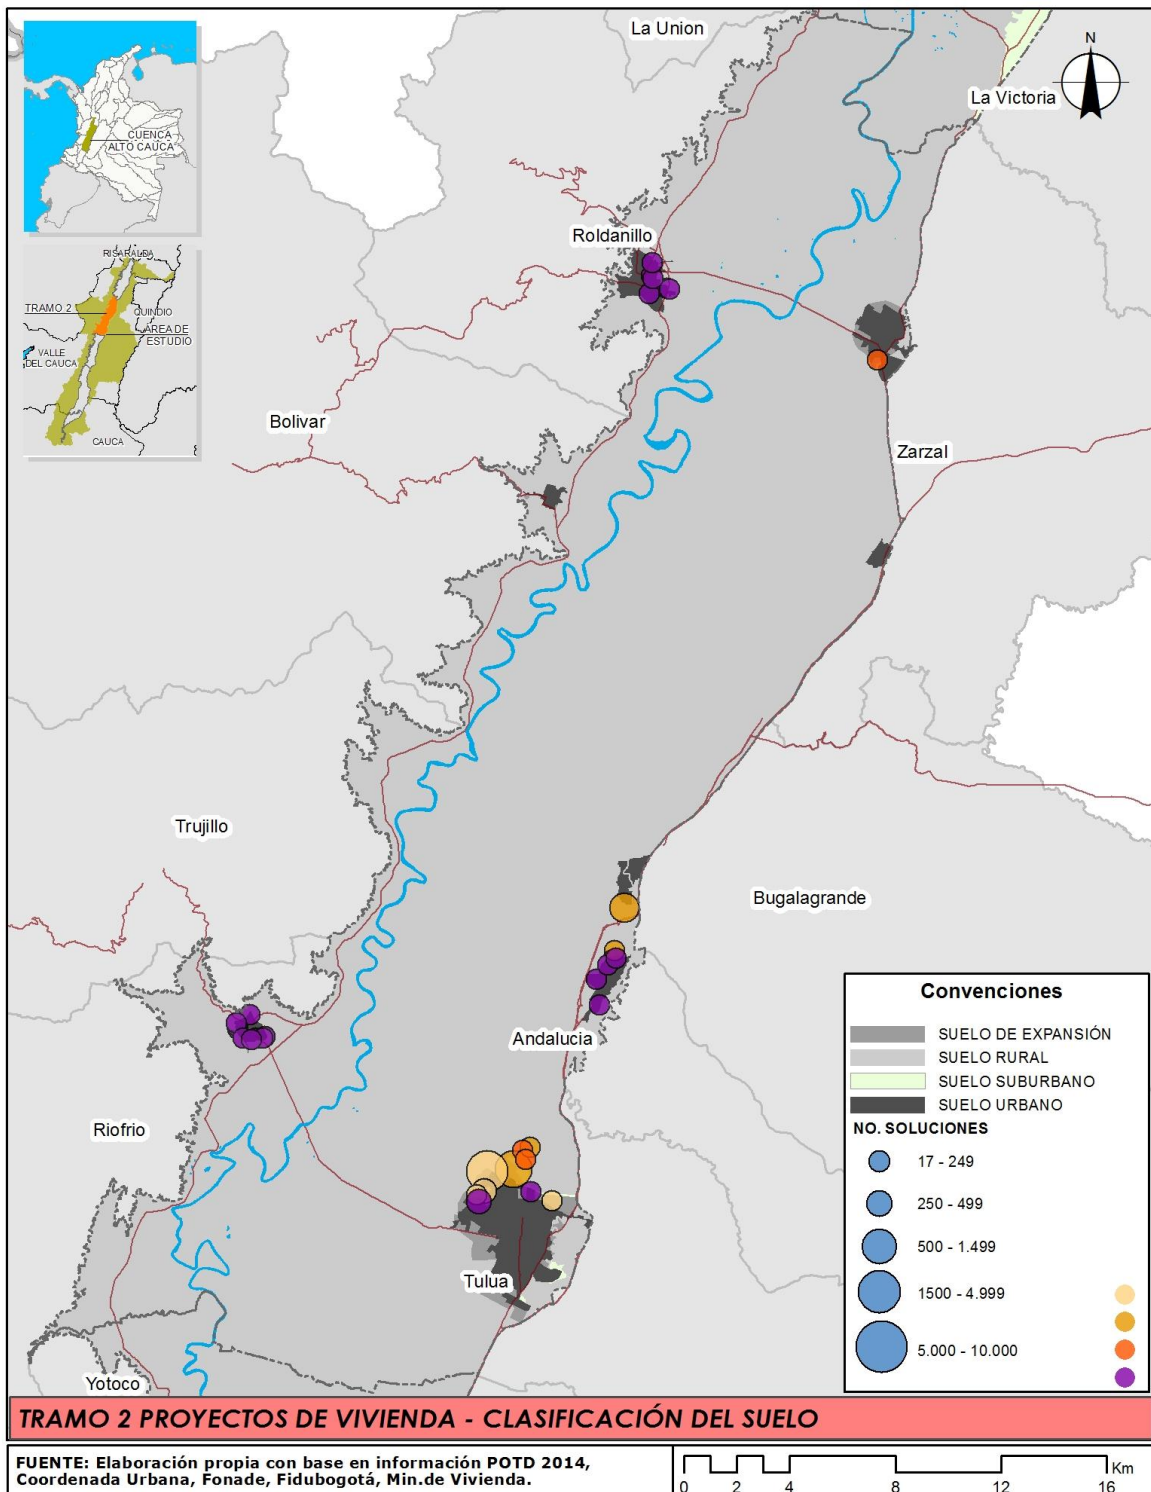 La Union
N
La Victoria
CUENCA
ALTO CAUCA
Roldanillo
RISARALDA
TRAMO 2
QUINDIO
AREA DE
ESTUDIO
VALLE
DEL CAUCA
CAUCA
Bolivar
Zarzal
Trujillo
Bugalagrande
Andalucia
Riofrio
Tulua
Yotoco
Convenciones
SUELO DE EXPANSIÓN
SUELO RURAL
SUELO SUBURBANO
SUELO URBANO
NO. SOLUCIONES
17 - 249
250 - 499
500 - 1.499
1500 - 4.999
5.000 - 10.000
TRAMO 2 PROYECTOS DE VIVIENDA - CLASIFICACIÓN DEL SUELO
FUENTE: Elaboración propia con base en información POTD 2014,
Coordenada Urbana, Fonade, Fidubogotá, Min.de Vivienda.
Km
0 2 4 8 12 16